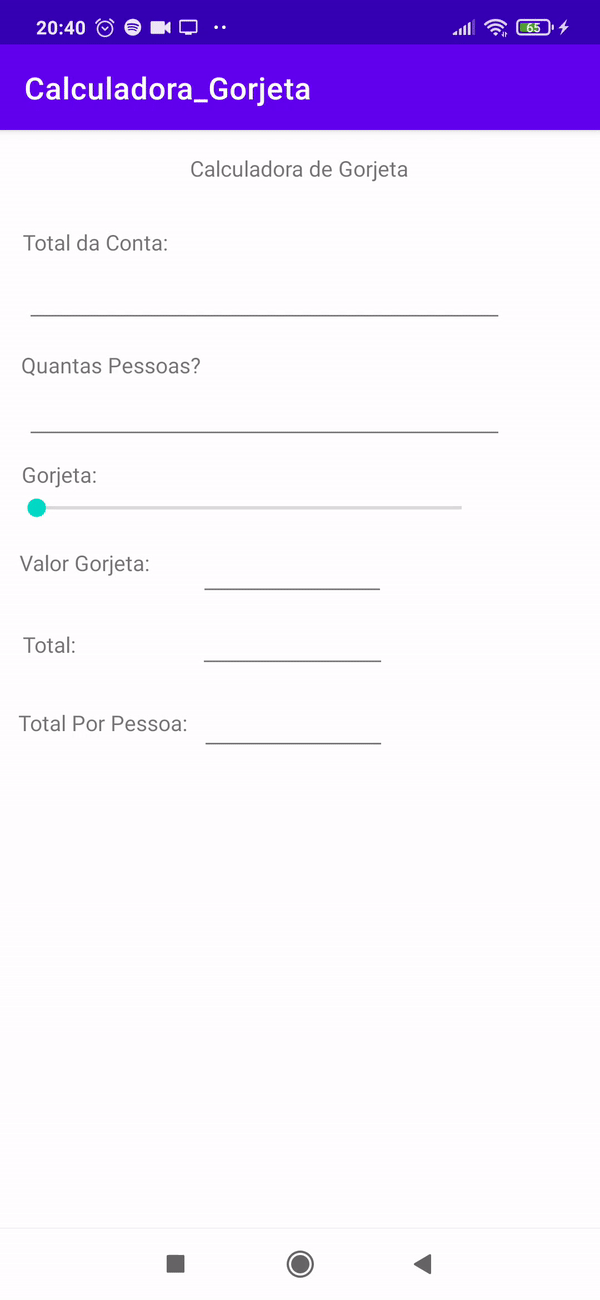 20:40 65
Calculadora_Gorjeta
Calculadora de Gorjeta
Total da Conta:
Quantas Pessoas?
Gorjeta:
Valor Gorjeta:
Total:
Total Por Pessoa: